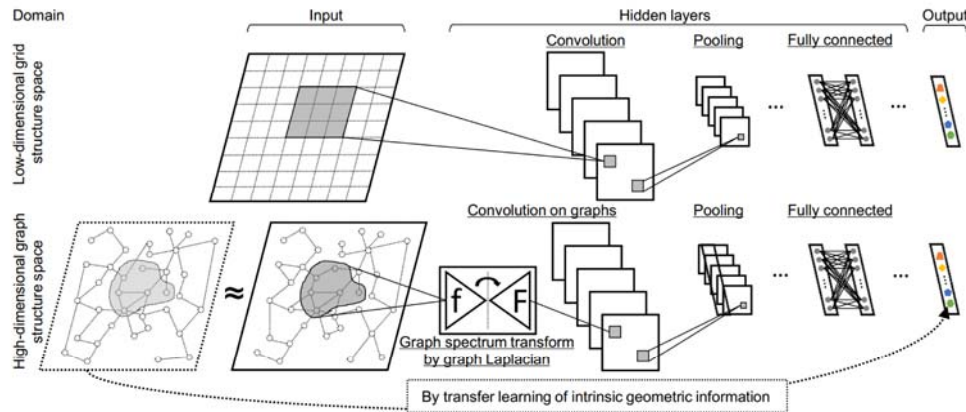 Domain Input Hidden layers Output
Low-dimensional grid
structure space
Convolution Pooling Fully connected
... ...
High-dimensional graph
structure space
≈
Convolution on graphs Pooling Fully connected
f F
... ...
Graph spectrum transform
by graph Laplacian
By transfer learning of intrinsic geometric information